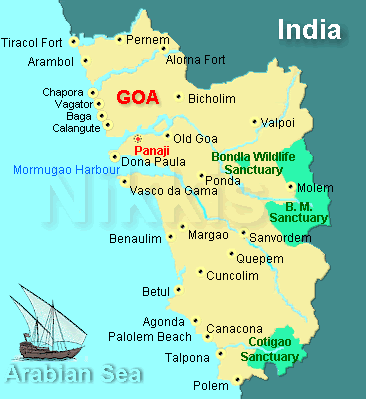 India
Tiracol Fort
Pernem
Arambol
Alorna Fort
GOA
Chapora
Vagator
Baga
Calangute
Bicholim
Valpoi
Old Goa
Panaji
Dona Paula
Bondla Wildlife
Sanctuary
Mormugao Harbour
Ponda
Molem
Vasco da Gama
NIKKIS
B. M.
Sanctuary
Benaulim
Margao
Sanvordem
Quepem
Cuncolim
Betul
Agonda
Canacona
Palolem Beach
Cotigao
Sanctuary
Talpona
Arabian Sea
Polem